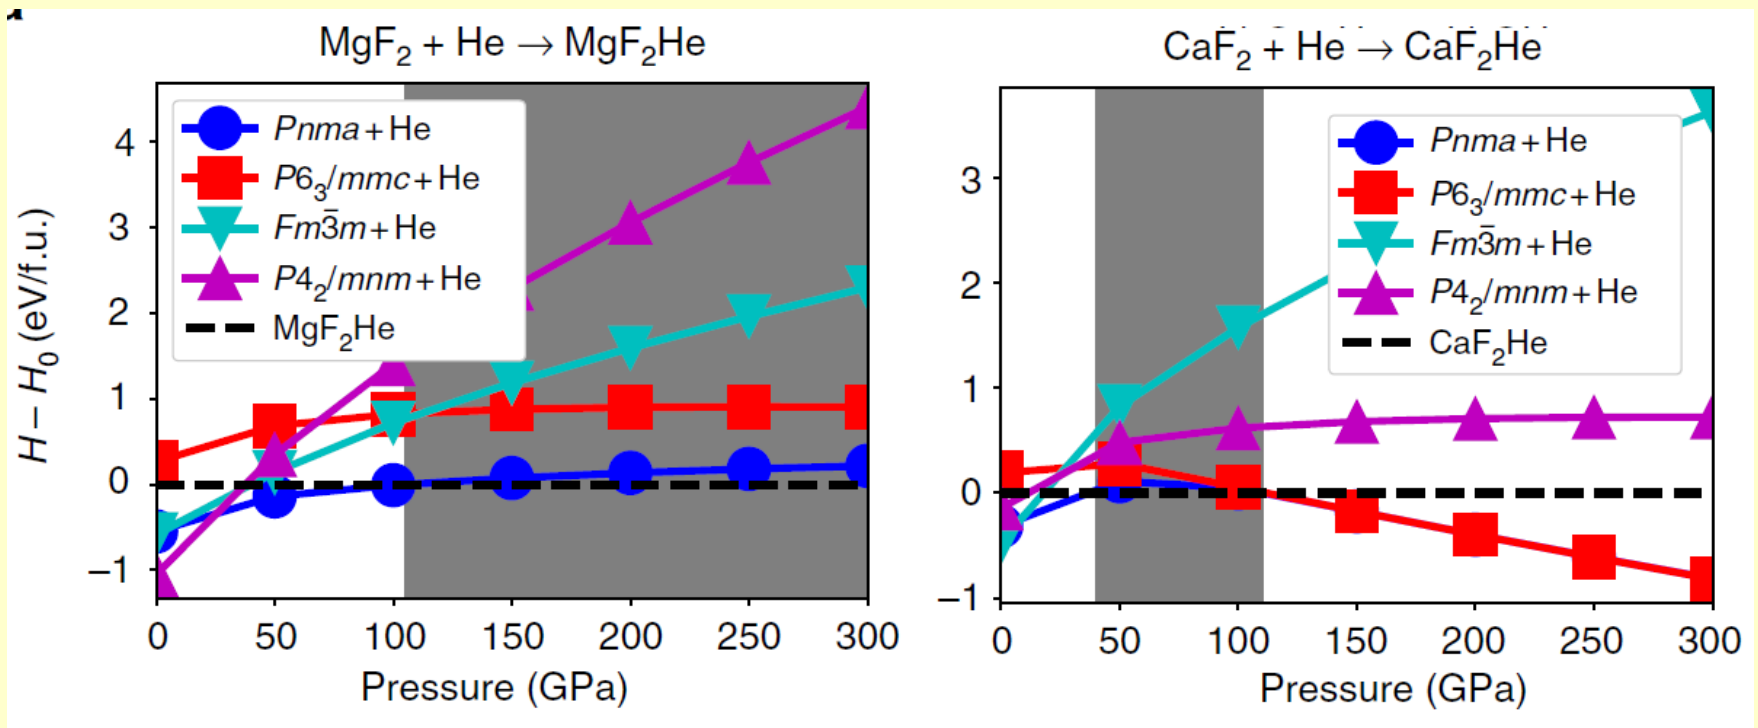 MgF₂ + He → MgF₂He
H – H₀ (eV/f.u.)
4
3
2
1
0
–1
Pnma + He
P6₃/mmc + He
Fm3̄m + He
P4₂/mnm + He
MgF₂He
0 50 100 150 200 250 300
Pressure (GPa)
CaF₂ + He → CaF₂He
3
2
1
0
–1
Pnma + He
P6₃/mmc + He
Fm3̄m + He
P4₂/mnm + He
CaF₂He
0 50 100 150 200 250 300
Pressure (GPa)